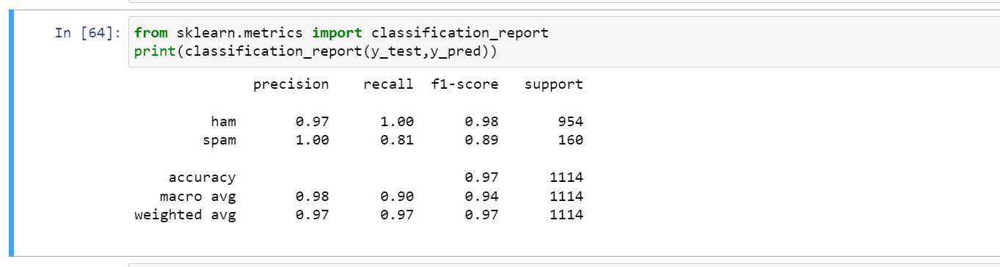 In [64]: from sklearn.metrics import classification_report
print(classification_report(y_test,y_pred))
precision recall f1-score support
ham 0.97 1.00 0.98 954
spam 1.00 0.81 0.89 160
accuracy 0.97 1114
macro avg 0.98 0.90 0.94 1114
weighted avg 0.97 0.97 0.97 1114